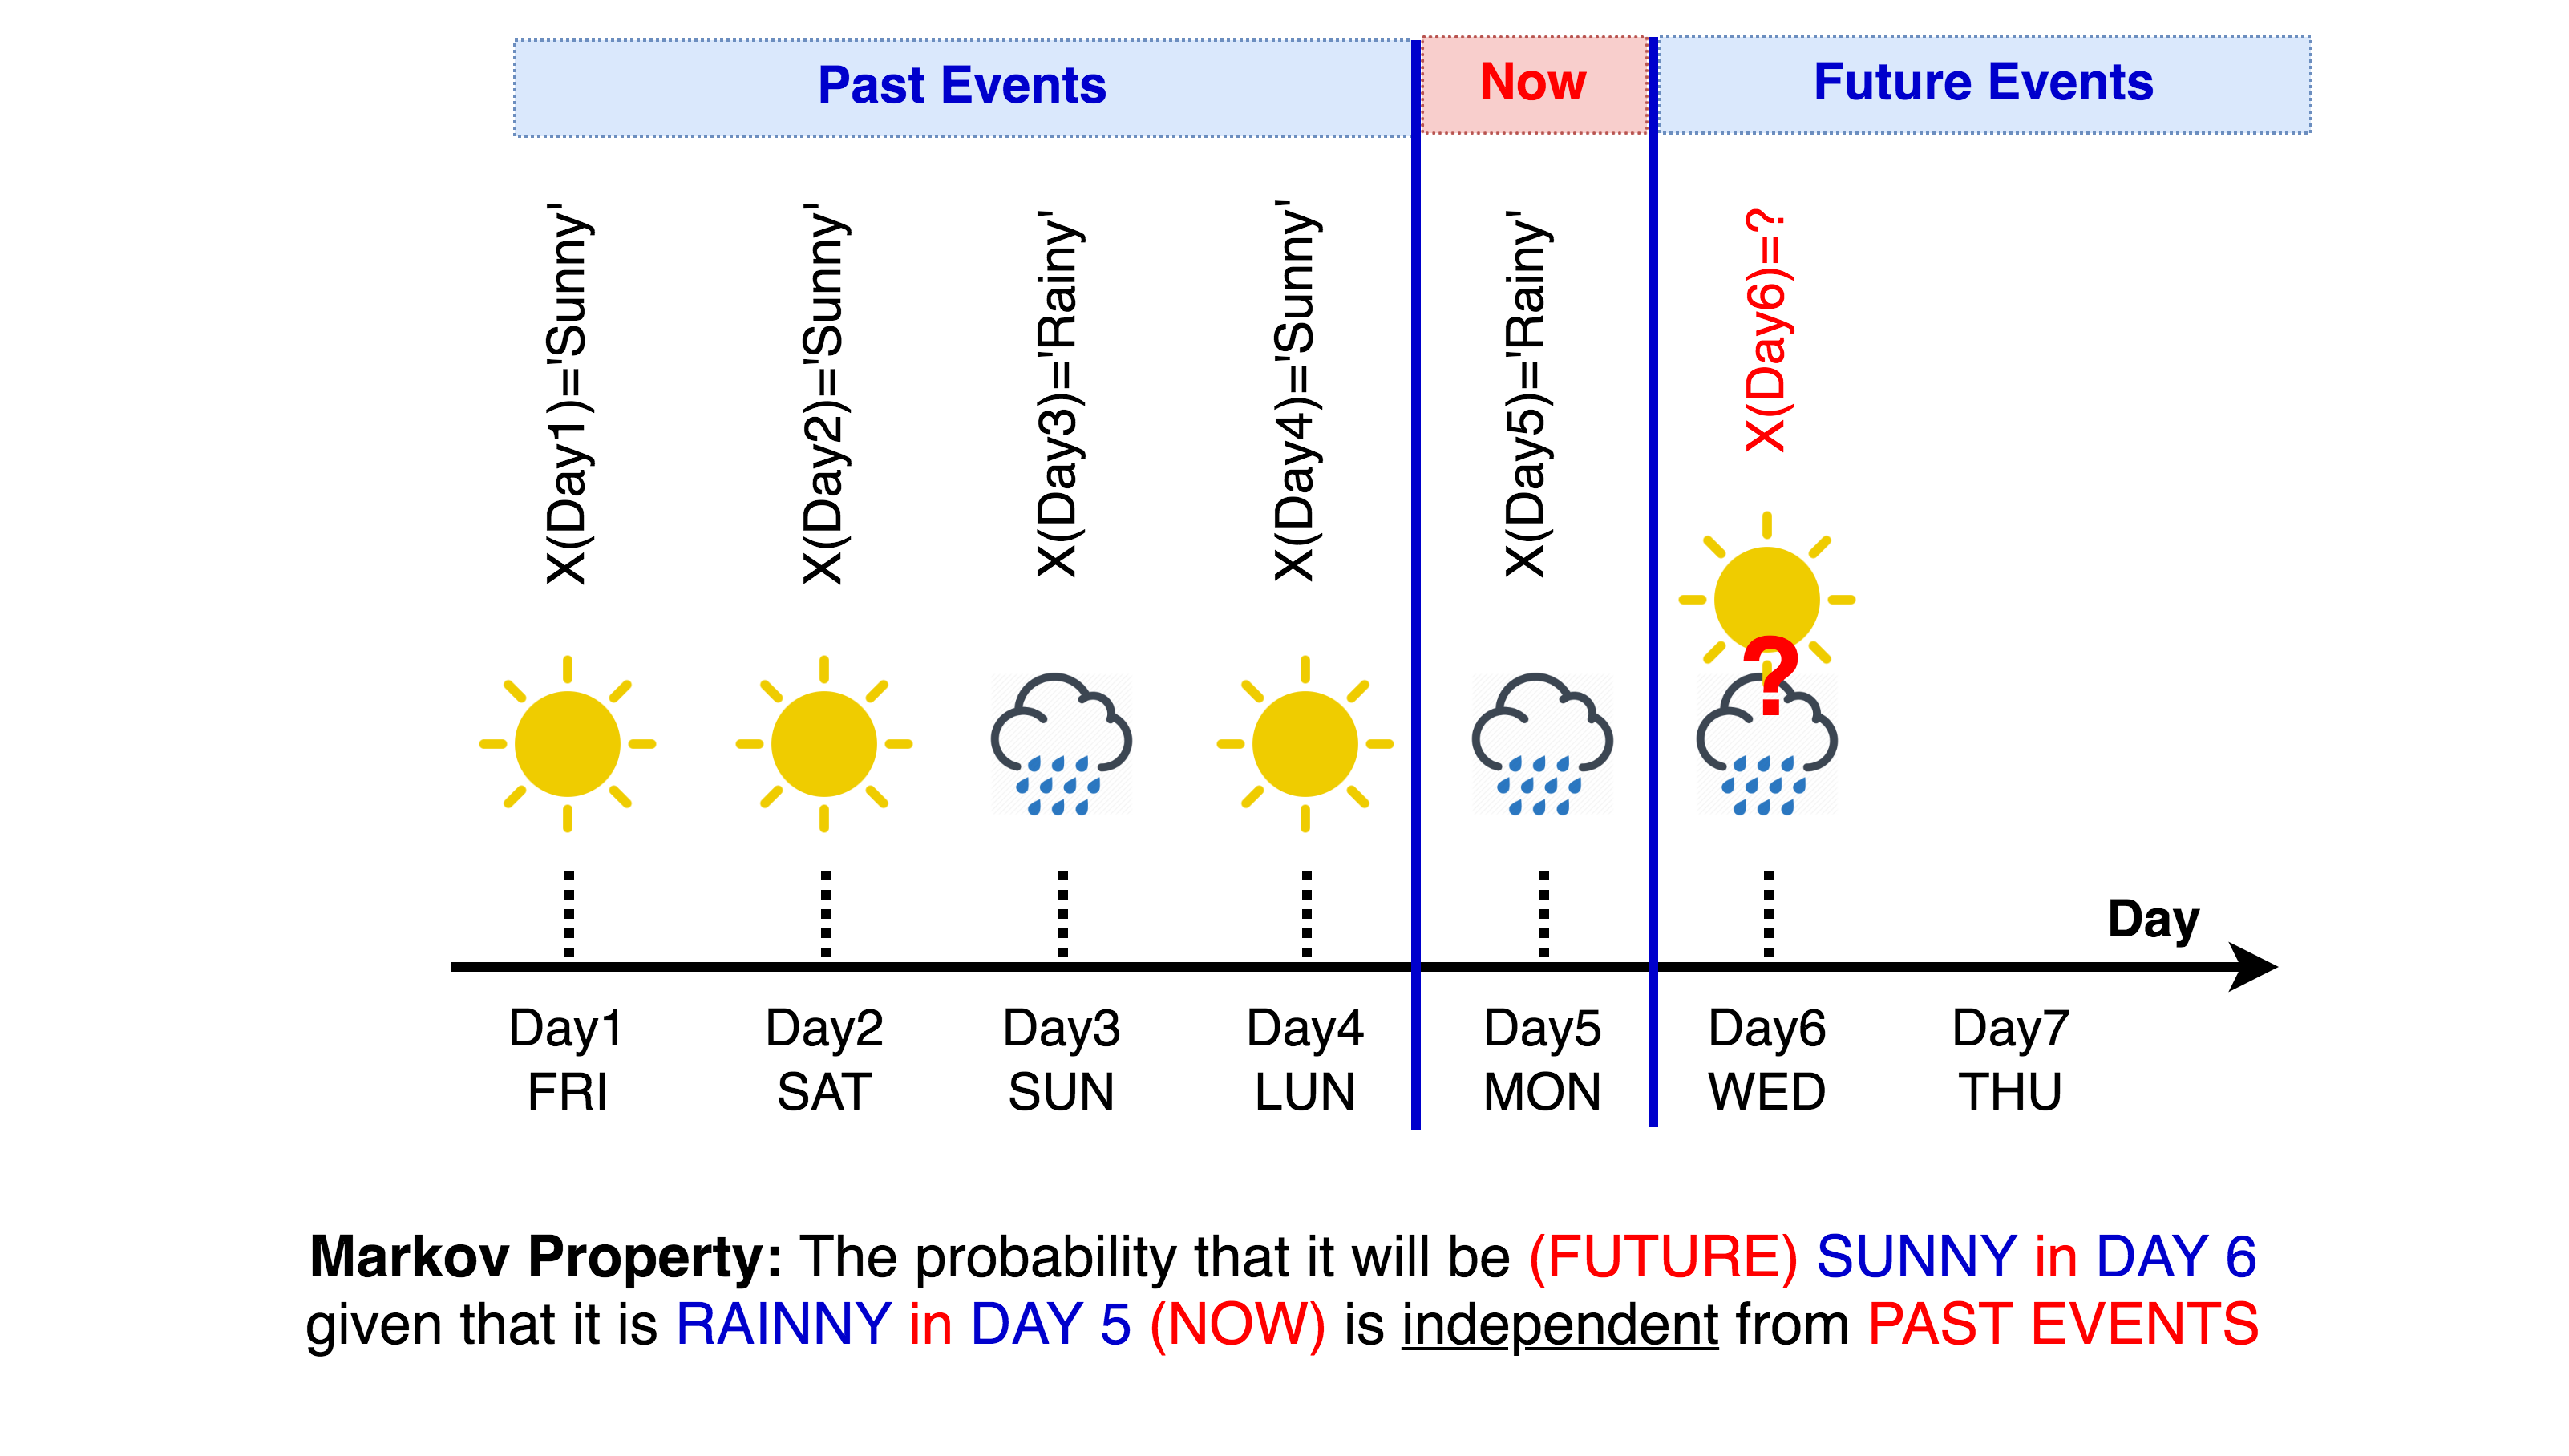 Past Events
Now
Future Events
X(Day1)='Sunny'
X(Day2)='Sunny'
X(Day3)='Rainy'
X(Day4)='Sunny'
X(Day5)='Rainy'
X(Day6)=?
?
Day
Day1
Day2
Day3
Day4
Day5
Day6
Day7
FRI
SAT
SUN
LUN
MON
WED
THU
Markov Property: The probability that it will be (FUTURE) SUNNY in DAY 6
given that it is RAINNY in DAY 5 (NOW) is independent from PAST EVENTS